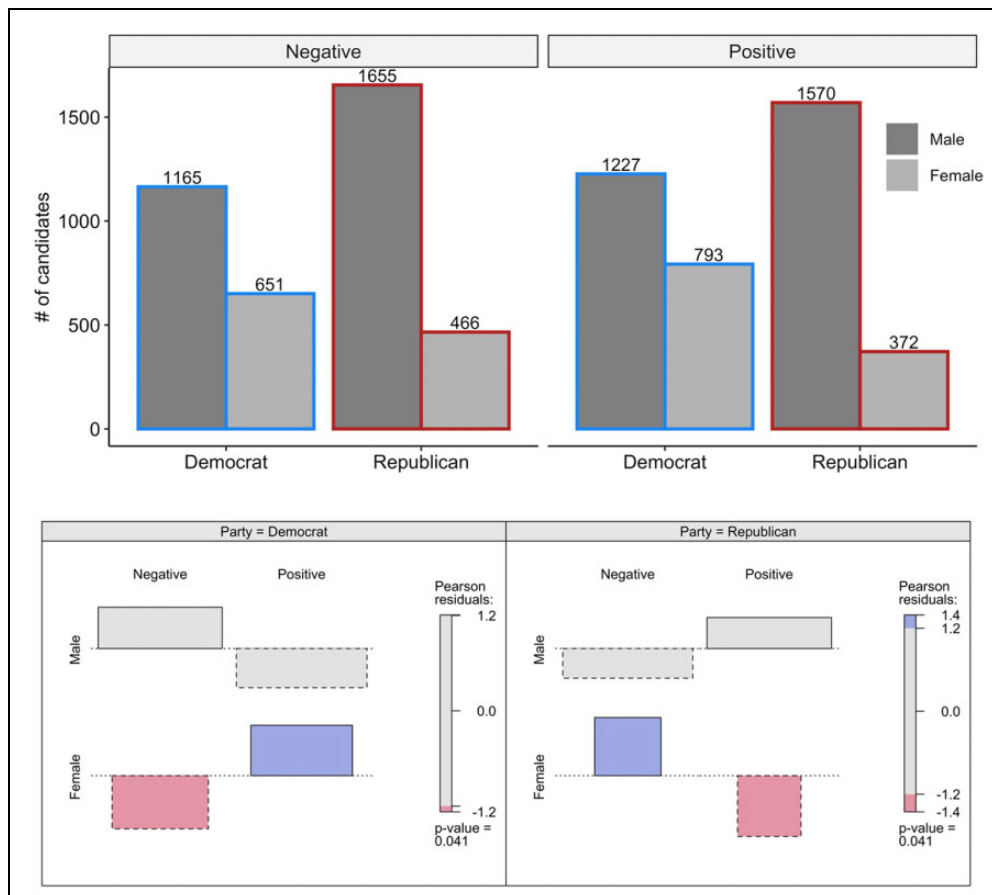 Negative
Positive
1655
1570
1500
Male
Female
1165
1227
1000
793
651
# of candidates
500
466
372
0
Democrat
Republican
Democrat
Republican
Party = Democrat
Party = Republican
Negative
Positive
Pearson
residuals:
1.2
0.0
-1.2
p-value =
0.041
Male
Female
Negative
Positive
Pearson
residuals:
1.4
1.2
0.0
-1.2
-1.4
p-value =
0.041
Male
Female